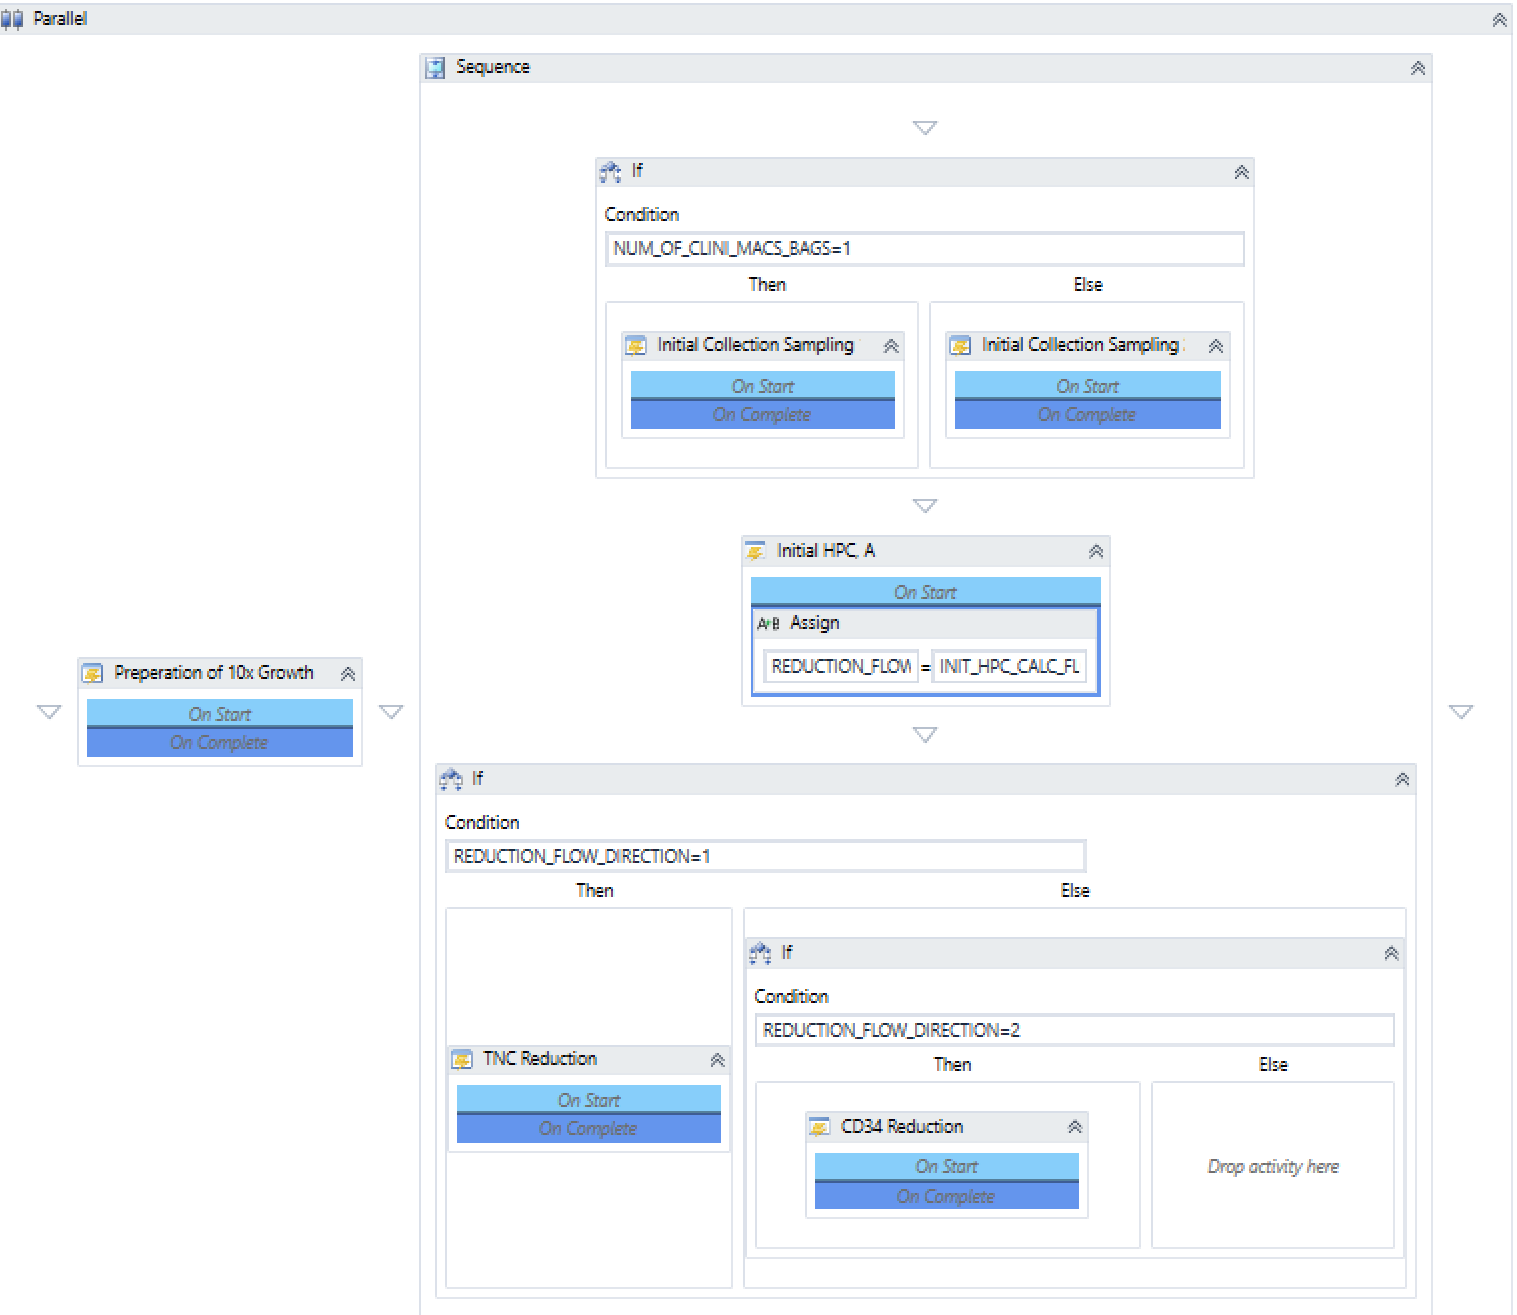 Parallel
Sequence
If
Condition
NUM_OF_CLINI_MACS_BAGS=1
Then
Else
Initial Collection Sampling
On Start
On Complete
Initial Collection Sampling
On Start
On Complete
Initial HPC, A
On Start
A+B Assign
REDUCTION_FLOW = INIT_HPC_CALC_FL
Preperation of 10x Growth
On Start
On Complete
If
Condition
REDUCTION_FLOW_DIRECTION=1
Then
Else
TNC Reduction
On Start
On Complete
If
Condition
REDUCTION_FLOW_DIRECTION=2
Then
Else
CD34 Reduction
On Start
On Complete
Drop activity here